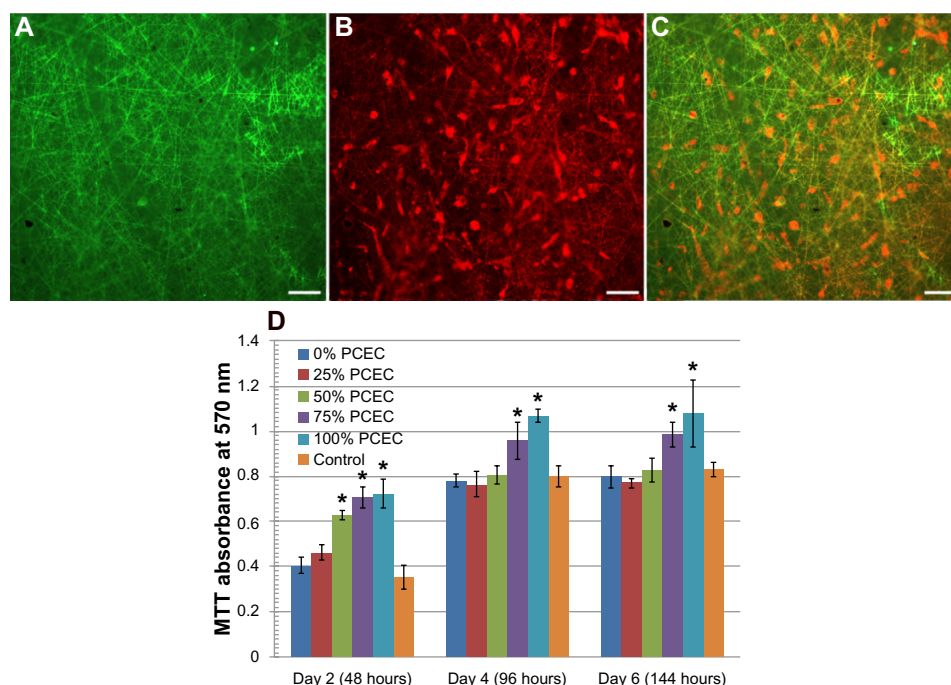 A
B
C
D
MTT absorbance at 570 nm
1.4
1.2
1
0.8
0.6
0.4
0.2
0
0% PCEC
25% PCEC
50% PCEC
75% PCEC
100% PCEC
Control
* * *
* *
* *
Day 2 (48 hours) Day 4 (96 hours) Day 6 (144 hours)